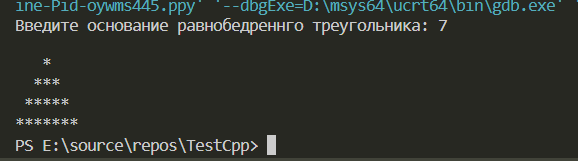 ine-Pid-oywms445.ppy' '--dbgExe=D:\msys64\ucrt64\bin\gdb.exe' '
Введите основание равнобедреннго треугольника: 7
   *
  ***
 *****
*******
PS E:\source\repos\TestCpp>